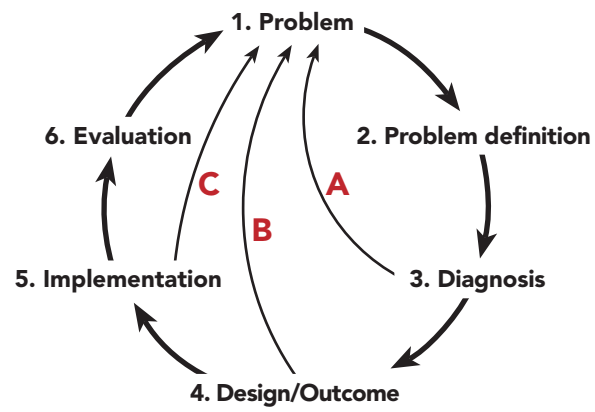 1. Problem
2. Problem definition
3. Diagnosis
4. Design/Outcome
5. Implementation
6. Evaluation
A
B
C